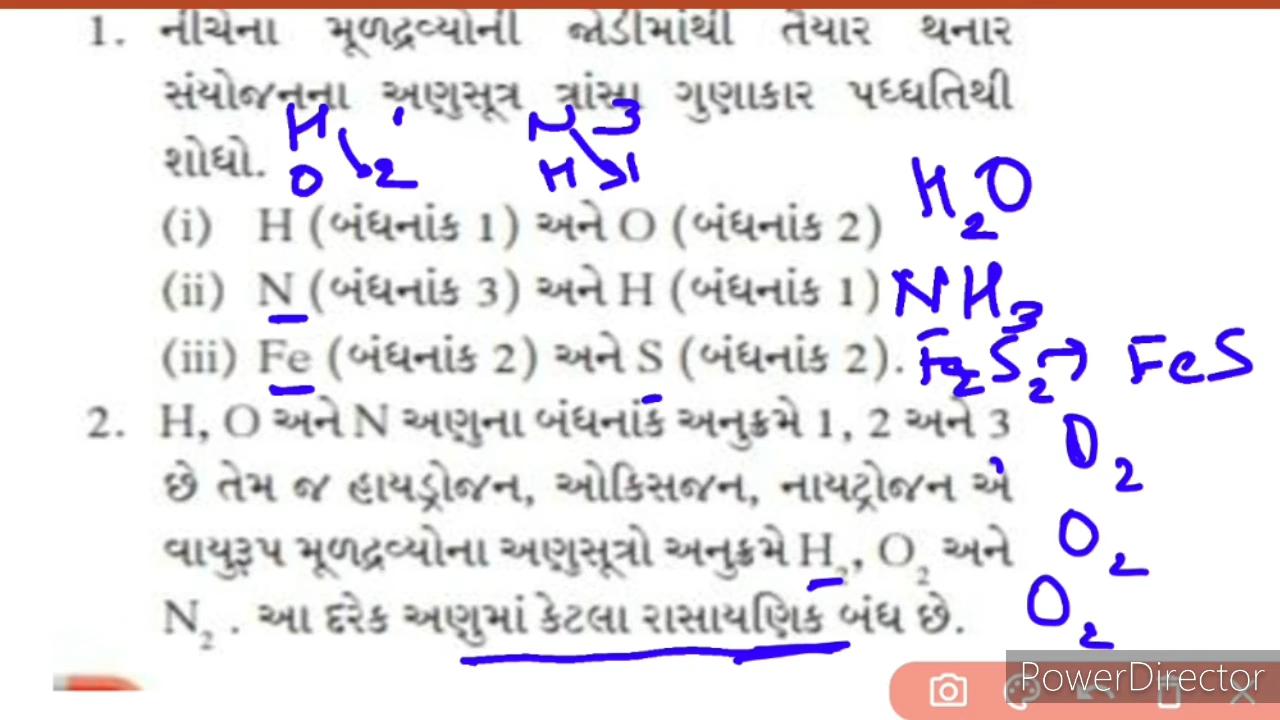 1. નીચેના મૂળદ્રવ્યોની જોડીમાંથી તૈયાર થનાર
સંયોજનના અણુસૂત્ર ત્રાંસા ગુણાકાર પધ્ધતિથી
શોધો.
H 1
O 2
N 3
H 1
(i) H (બંધનાંક 1) અને O (બંધનાંક 2) H₂O
(ii) N (બંધનાંક 3) અને H (બંધનાંક 1) NH₃
(iii) Fe (બંધનાંક 2) અને S (બંધનાંક 2). Fe₂S₂ → FeS
2. H, O અને N અણુના બંધનાંક અનુક્રમે 1, 2 અને 3
છે તેમ જ હાયડ્રોજન, ઓકિસજન, નાયટ્રોજન એ
વાયુરૂપ મૂળદ્રવ્યોના અણુસૂત્રો અનુક્રમે H₂, O₂ અને
N₂ . આ દરેક અણુમાં કેટલા રાસાયણિક બંધ છે.
O₂
O₂
O₂
PowerDirector